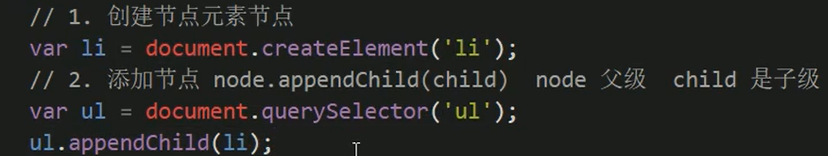 // 1. 创建节点元素节点
var li = document.createElement('li');
// 2. 添加节点 node.appendChild(child)  node 父级  child 是子级
var ul = document.querySelector('ul');
ul.appendChild(li);